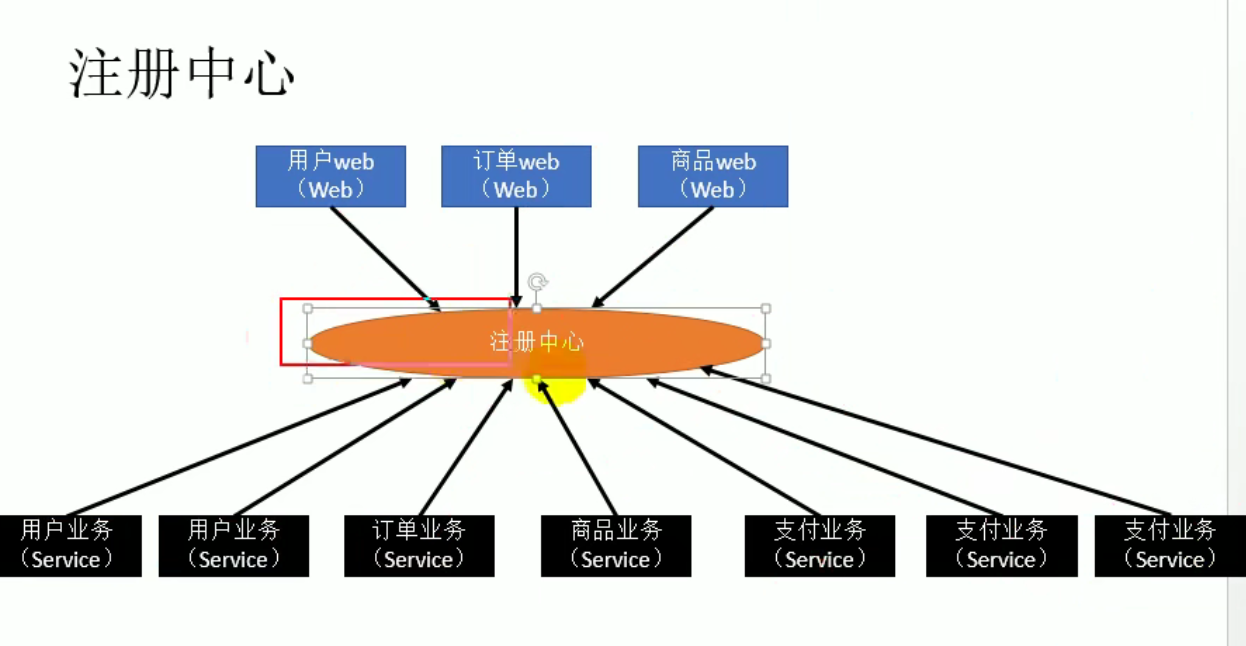 注册中心
用户web
（Web）
订单web
（Web）
商品web
（Web）
注册中心
用户业务
（Service）
用户业务
（Service）
订单业务
（Service）
商品业务
（Service）
支付业务
（Service）
支付业务
（Service）
支付业务
（Service）